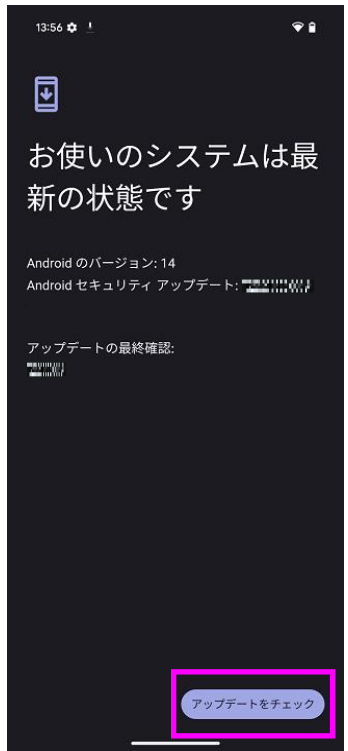 13:56
お使いのシステムは最
新の状態です
Android のバージョン: 14
Android セキュリティ アップデート:
アップデートの最終確認:
アップデートをチェック